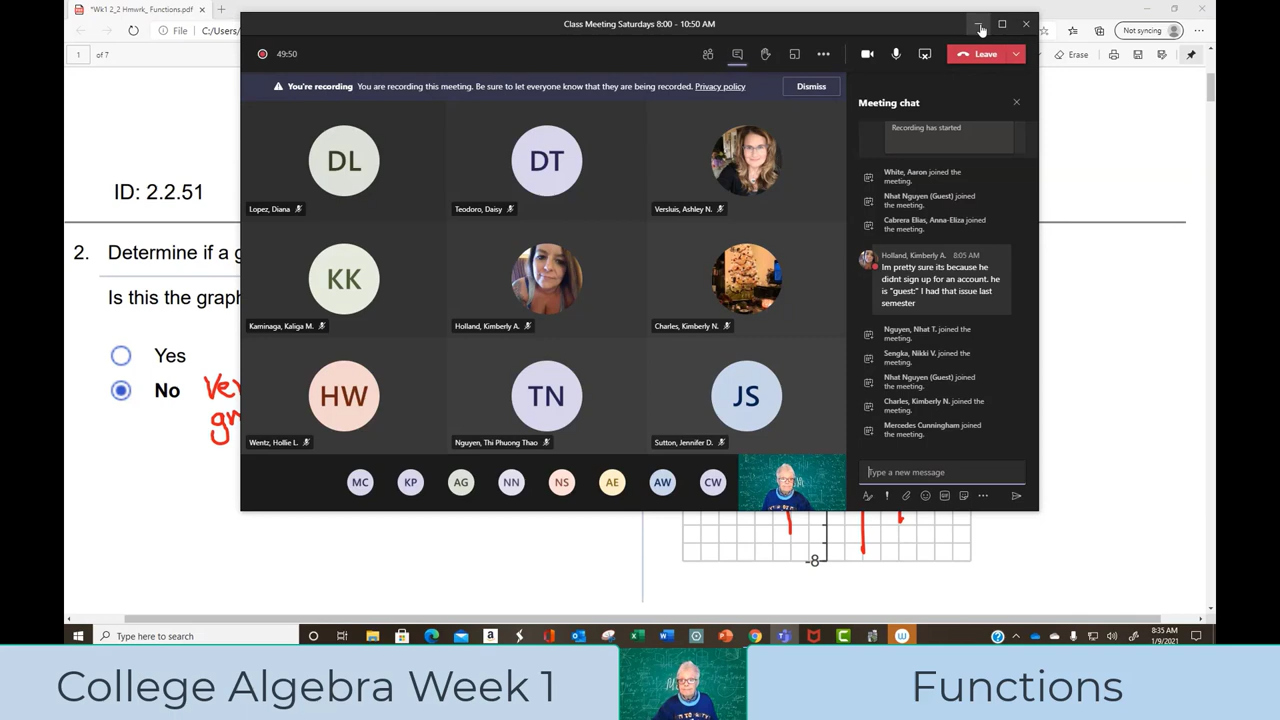 *Wk1 2_2 Hmwrk_ Functions.pdf
File
C:/Users/
Not syncing
1 of 7
Erase
Class Meeting Saturdays 8:00 - 10:50 AM
49:50
Leave
You're recording You are recording this meeting. Be sure to let everyone know that they are being recorded. Privacy policy
Dismiss
DL
Lopez, Diana
DT
Teodoro, Daisy
Versluis, Ashley N.
KK
Kaminaga, Kaliga M.
Holland, Kimberly A.
Charles, Kimberly N.
HW
Wentz, Hollie L.
TN
Nguyen, Thi Phuong Thao
JS
Sutton, Jennifer D.
MC KP AG NN NS AE AW CW
Meeting chat
Recording has started
White, Aaron joined the
meeting.
Nhat Nguyen (Guest) joined
the meeting.
Cabrera Elias, Anna-Eliza
joined the meeting.
Holland, Kimberly A. 8:05 AM
Im pretty sure its because he
didnt sign up for an account. he
is "guest:" I had that issue last
semester
Nguyen, Nhat T. joined the
meeting.
Sengka, Nikki V. joined the
meeting.
Nhat Nguyen (Guest) joined
the meeting.
Charles, Kimberly N. joined the
meeting.
Mercedes Cunningham joined
the meeting.
Type a new message
ID: 2.2.51
2. Determine if a g
Is this the graph
Yes
No
Ver
gr
-8
Type here to search
8:35 AM
1/9/2021
College Algebra Week 1
Functions